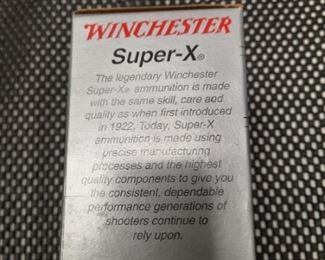 WINCHESTER
Super-X®
The legendary Winchester
Super-X® ammunition is made
with the same skill, care and
quality as when first introduced
in 1922. Today, Super-X
ammunition is made using
precise manufacturing
processes and the highest
quality components to give you
the consistent, dependable
performance generations of
shooters continue to
rely upon.